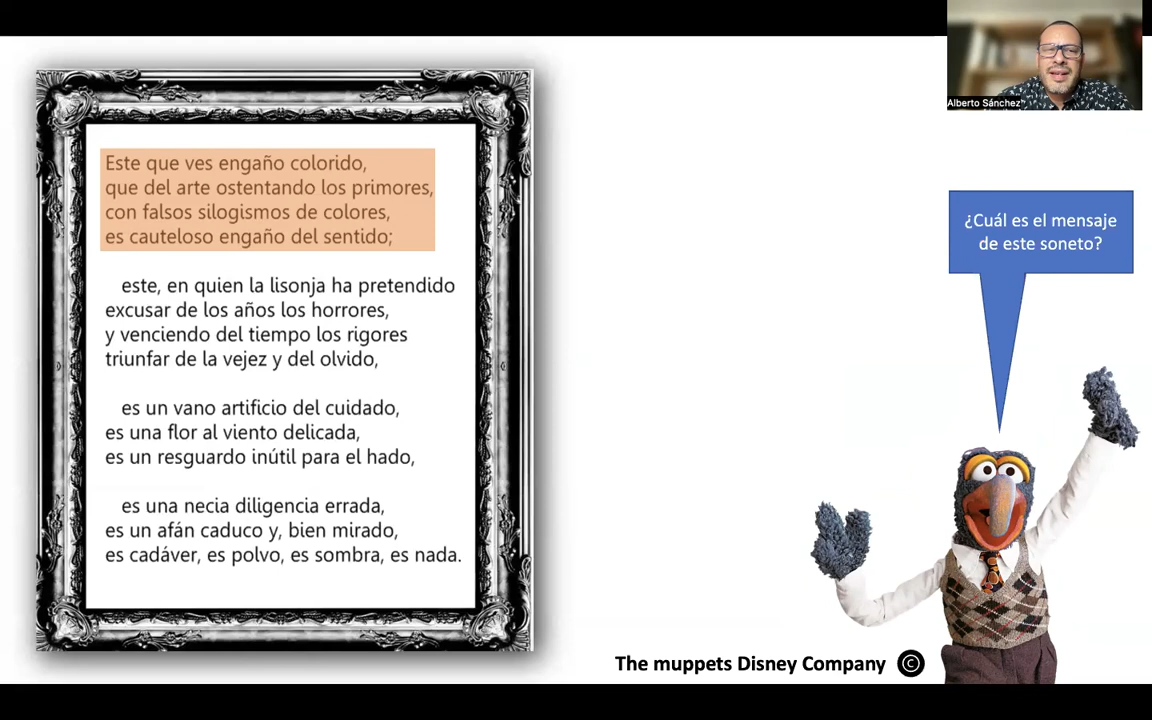 Alberto Sánchez
Este que ves engaño colorido,
que del arte ostentando los primores,
con falsos silogismos de colores,
es cauteloso engaño del sentido;
este, en quien la lisonja ha pretendido
excusar de los años los horrores,
y venciendo del tiempo los rigores
triunfar de la vejez y del olvido,
es un vano artificio del cuidado,
es una flor al viento delicada,
es un resguardo inútil para el hado,
es una necia diligencia errada,
es un afán caduco y, bien mirado,
es cadáver, es polvo, es sombra, es nada.
¿Cuál es el mensaje
de este soneto?
The muppets Disney Company ©